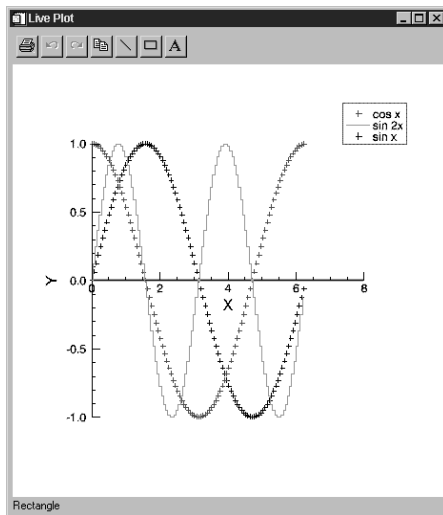 Live Plot
A
cos x
sin 2x
sin x
1.0
0.5
0.0
-0.5
-1.0
Y
0 2 4 6 8
X
Rectangle